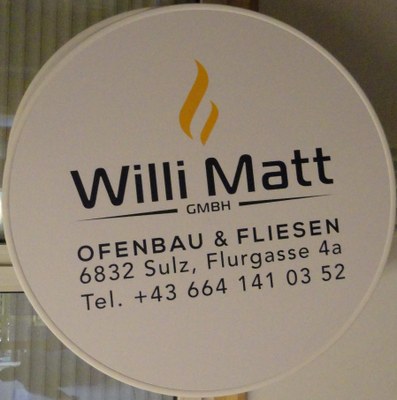 Willi Matt
GMBH
OFENBAU & FLIESEN
6832 Sulz, Flurgasse 4a
Tel. +43 664 141 03 52